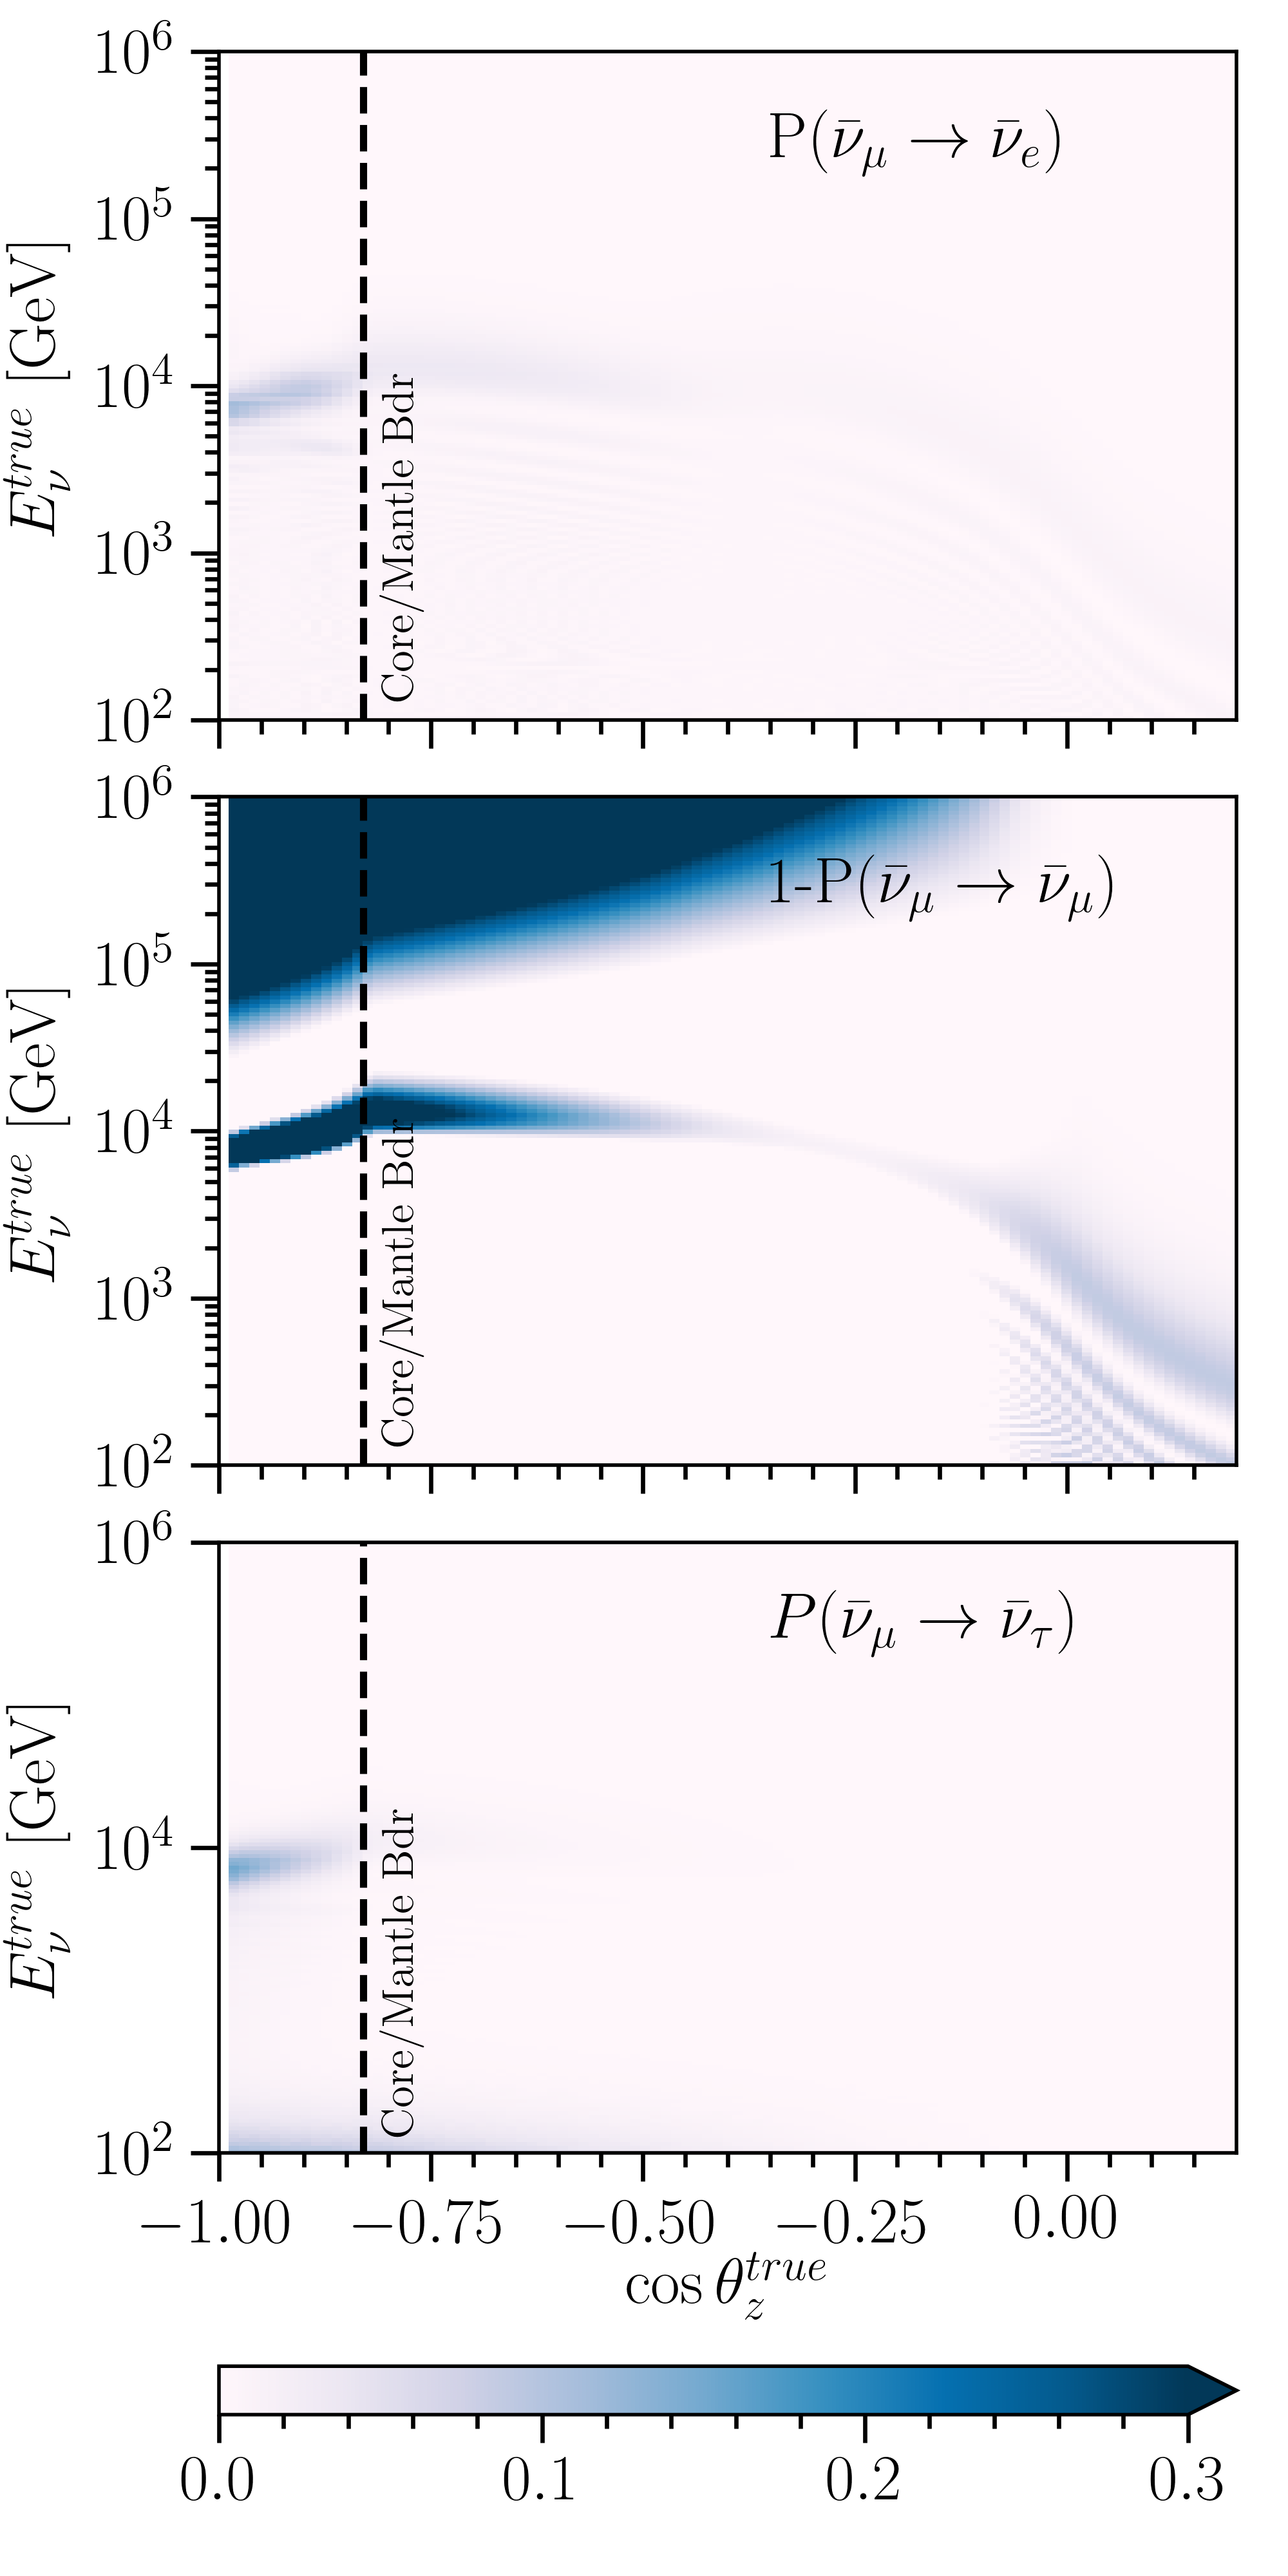 10^6
P(ν̄_μ → ν̄_e)
10^5
10^4
10^3
10^2
E_ν^true [GeV]
Core/Mantle Bdr
10^6
1-P(ν̄_μ → ν̄_μ)
10^5
10^4
10^3
10^2
E_ν^true [GeV]
Core/Mantle Bdr
10^6
P(ν̄_μ → ν̄_τ)
10^4
10^2
E_ν^true [GeV]
Core/Mantle Bdr
−1.00 −0.75 −0.50 −0.25 0.00
cos θ_z^true
0.0 0.1 0.2 0.3